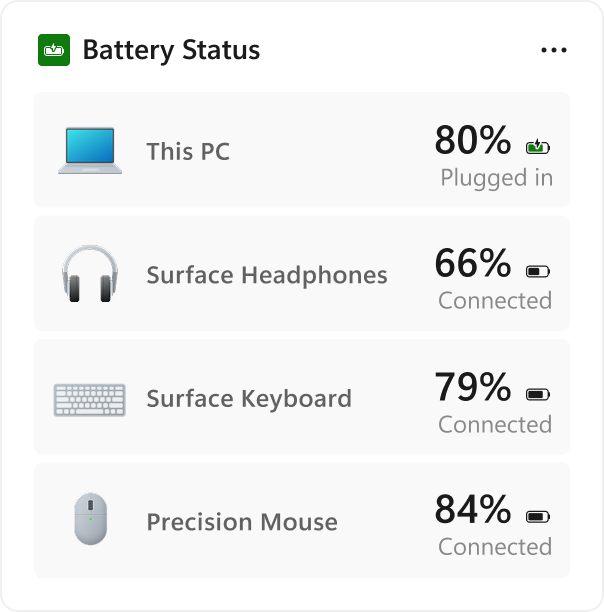 Battery Status
This PC
80%
Plugged in
Surface Headphones
66%
Connected
Surface Keyboard
79%
Connected
Precision Mouse
84%
Connected